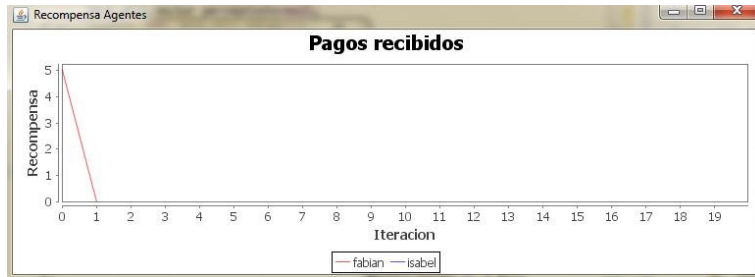 Recompensa Agentes
Pagos recibidos
Recompensa
5
4
3
2
1
0
0 1 2 3 4 5 6 7 8 9 10 11 12 13 14 15 16 17 18 19
Iteracion
fabian isabel